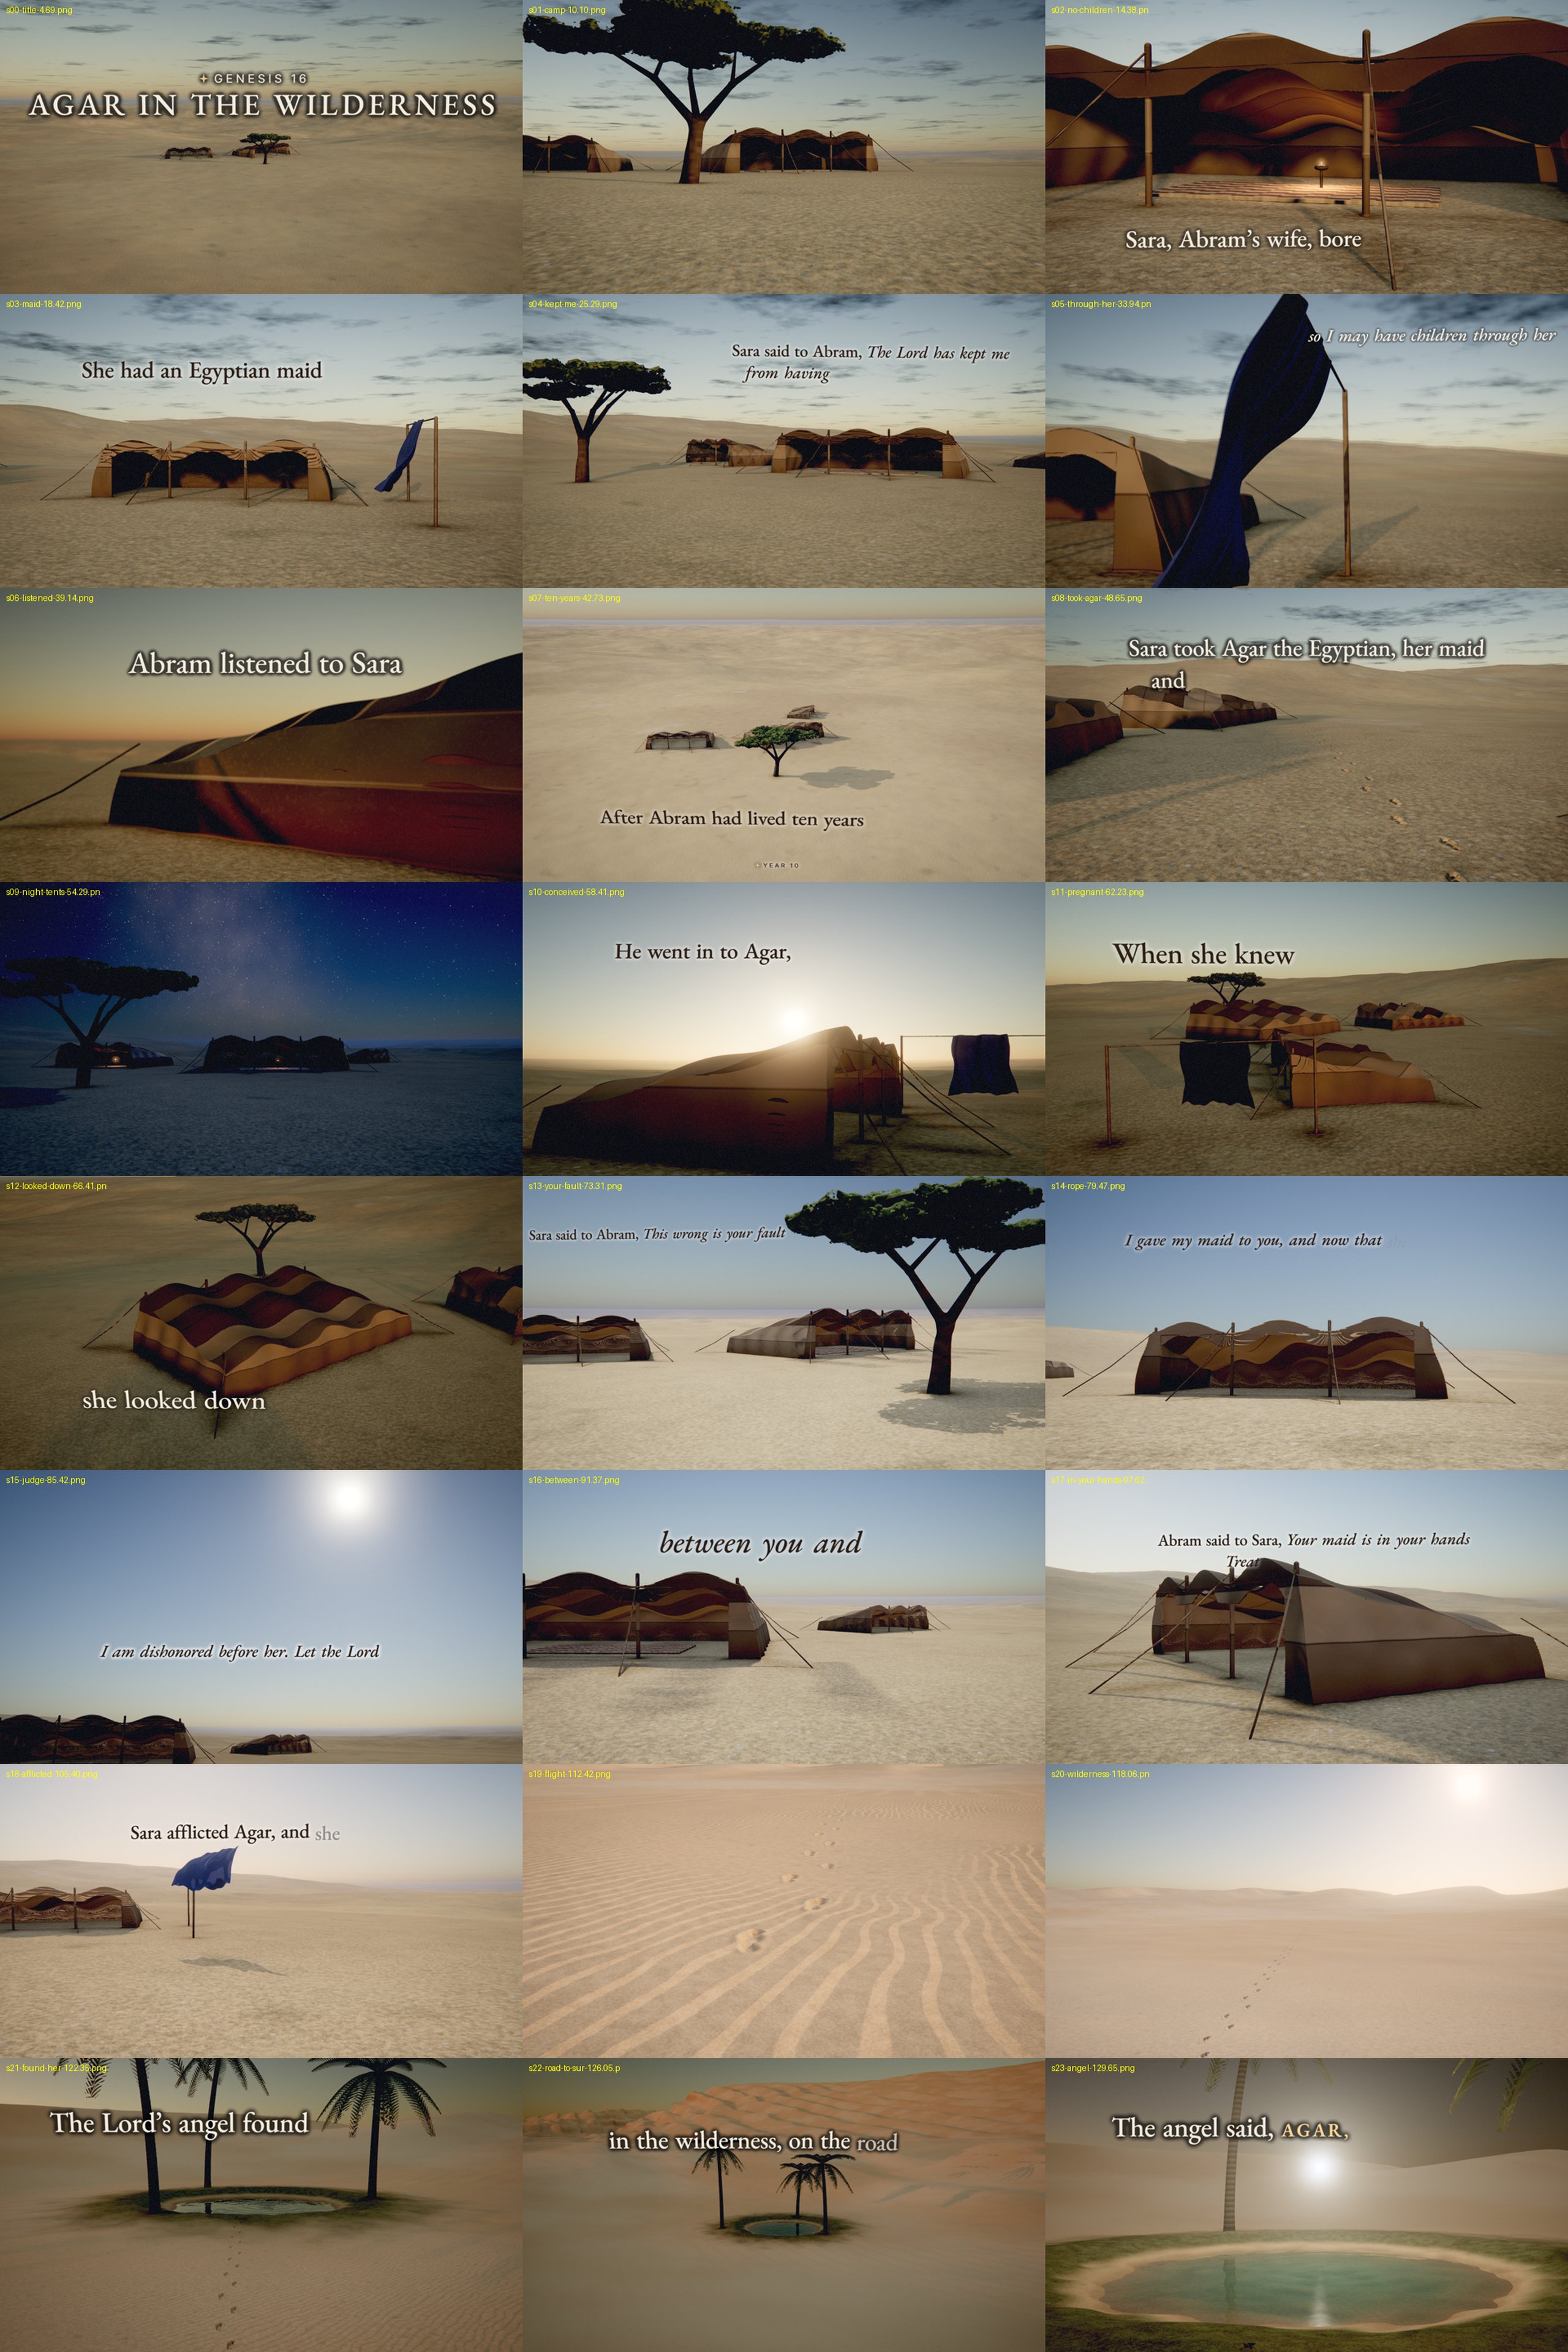 s00-title-4.69.png
+ GENESIS 16
AGAR IN THE WILDERNESS
s01-camp-10.10.png
s02-no-children-14.38.pn
Sara, Abram's wife, bore
s03-maid-18.42.png
She had an Egyptian maid
s04-kept-me-25.29.png
Sara said to Abram, The Lord has kept me
from having
s05-through-her-33.94.pn
so I may have children through her
s06-listened-39.14.png
Abram listened to Sara
s07-ten-years-42.73.png
After Abram had lived ten years
YEAR 10
s08-took-agar-48.65.png
Sara took Agar the Egyptian, her maid
and
s09-night-tents-54.29.pn
s10-conceived-58.41.png
He went in to Agar,
s11-pregnant-62.23.png
When she knew
s12-looked-down-66.41.pn
she looked down
s13-your-fault-73.31.png
Sara said to Abram, This wrong is your fault
s14-rope-79.47.png
I gave my maid to you, and now that
s15-judge-85.42.png
I am dishonored before her. Let the Lord
s16-between-91.37.png
between you and
Abram said to Sara, Your maid is in your hands
Treat
Sara afflicted Agar, and she
s19-flight-112.42.png
s20-wilderness-118.06.pn
s21-found-her-122.35.png
The Lord's angel found
s22-road-to-sur-126.05.p
in the wilderness, on the road
s23-angel-129.65.png
The angel said, AGAR,